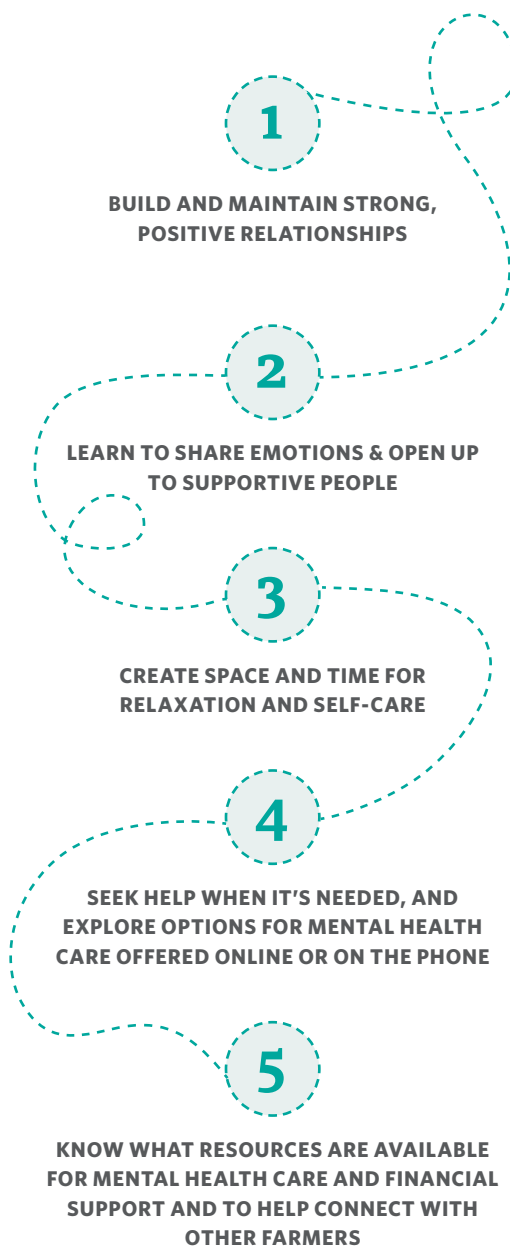 1
BUILD AND MAINTAIN STRONG,
POSITIVE RELATIONSHIPS
2
LEARN TO SHARE EMOTIONS & OPEN UP
TO SUPPORTIVE PEOPLE
3
CREATE SPACE AND TIME FOR
RELAXATION AND SELF-CARE
4
SEEK HELP WHEN IT'S NEEDED, AND
EXPLORE OPTIONS FOR MENTAL HEALTH
CARE OFFERED ONLINE OR ON THE PHONE
5
KNOW WHAT RESOURCES ARE AVAILABLE
FOR MENTAL HEALTH CARE AND FINANCIAL
SUPPORT AND TO HELP CONNECT WITH
OTHER FARMERS